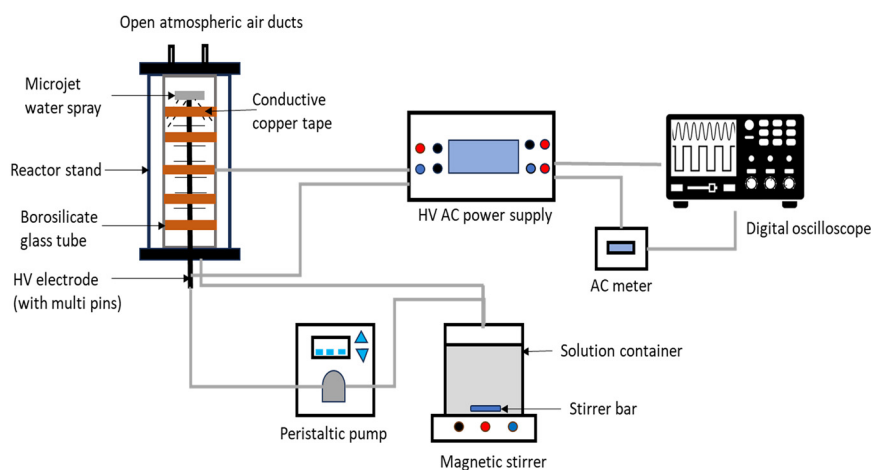 Open atmospheric air ducts
Microjet
water spray
Conductive
copper tape
Reactor stand
Borosilicate
glass tube
HV electrode
(with multi pins)
HV AC power supply
Digital oscilloscope
AC meter
Solution container
Stirrer bar
Peristaltic pump
Magnetic stirrer